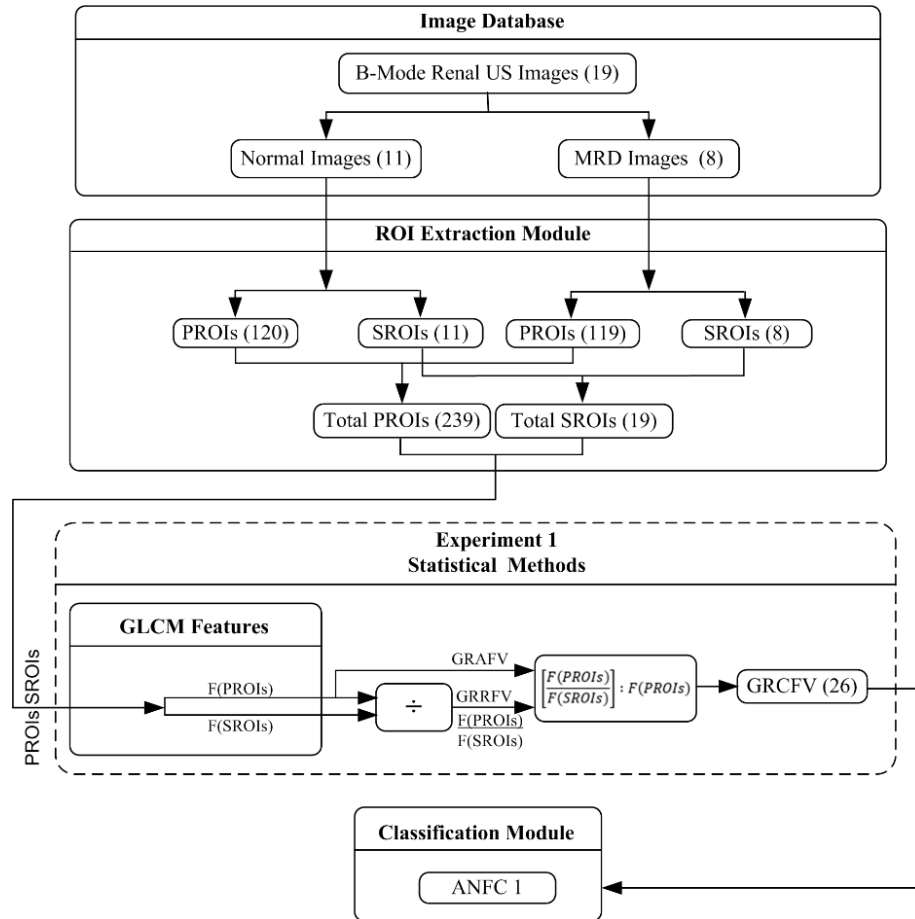 Image Database
B-Mode Renal US Images (19)
Normal Images (11)
MRD Images (8)
ROI Extraction Module
PROIs (120)
SROIs (11)
PROIs (119)
SROIs (8)
Total PROIs (239)
Total SROIs (19)
Experiment 1
Statistical Methods
GLCM Features
PROIs SROIs
F(PROIs)
F(SROIs)
÷
GRAFV
GRRFV
F(PROIs)
F(SROIs)
[F(PROIs)/F(SROIs)] : F(PROIs)
GRCFV (26)
Classification Module
ANFC 1